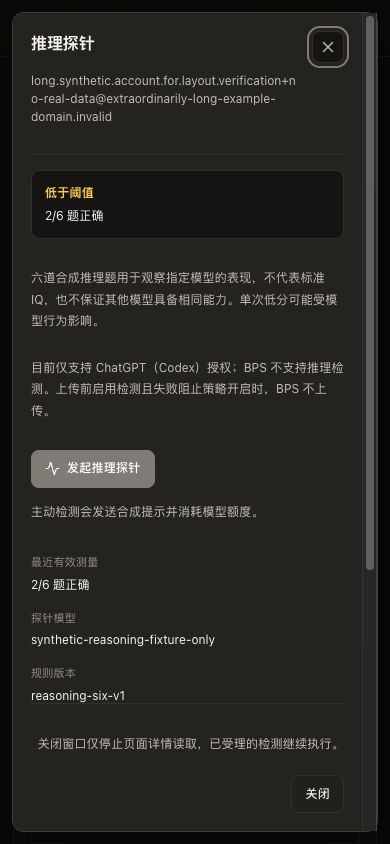 推理探针
long.synthetic.account.for.layout.verification+n
o-real-data@extraordinarily-long-example-
domain.invalid
低于阈值
2/6 题正确
六道合成推理题用于观察指定模型的表现，不代表标准
IQ，也不保证其他模型具备相同能力。单次低分可能受模
型行为影响。
目前仅支持 ChatGPT（Codex）授权；BPS 不支持推理检
测。上传前启用检测且失败阻止策略开启时，BPS 不上
传。
发起推理探针
主动检测会发送合成提示并消耗模型额度。
最近有效测量
2/6 题正确
探针模型
synthetic-reasoning-fixture-only
规则版本
reasoning-six-v1
关闭窗口仅停止页面详情读取，已受理的检测继续执行。
关闭